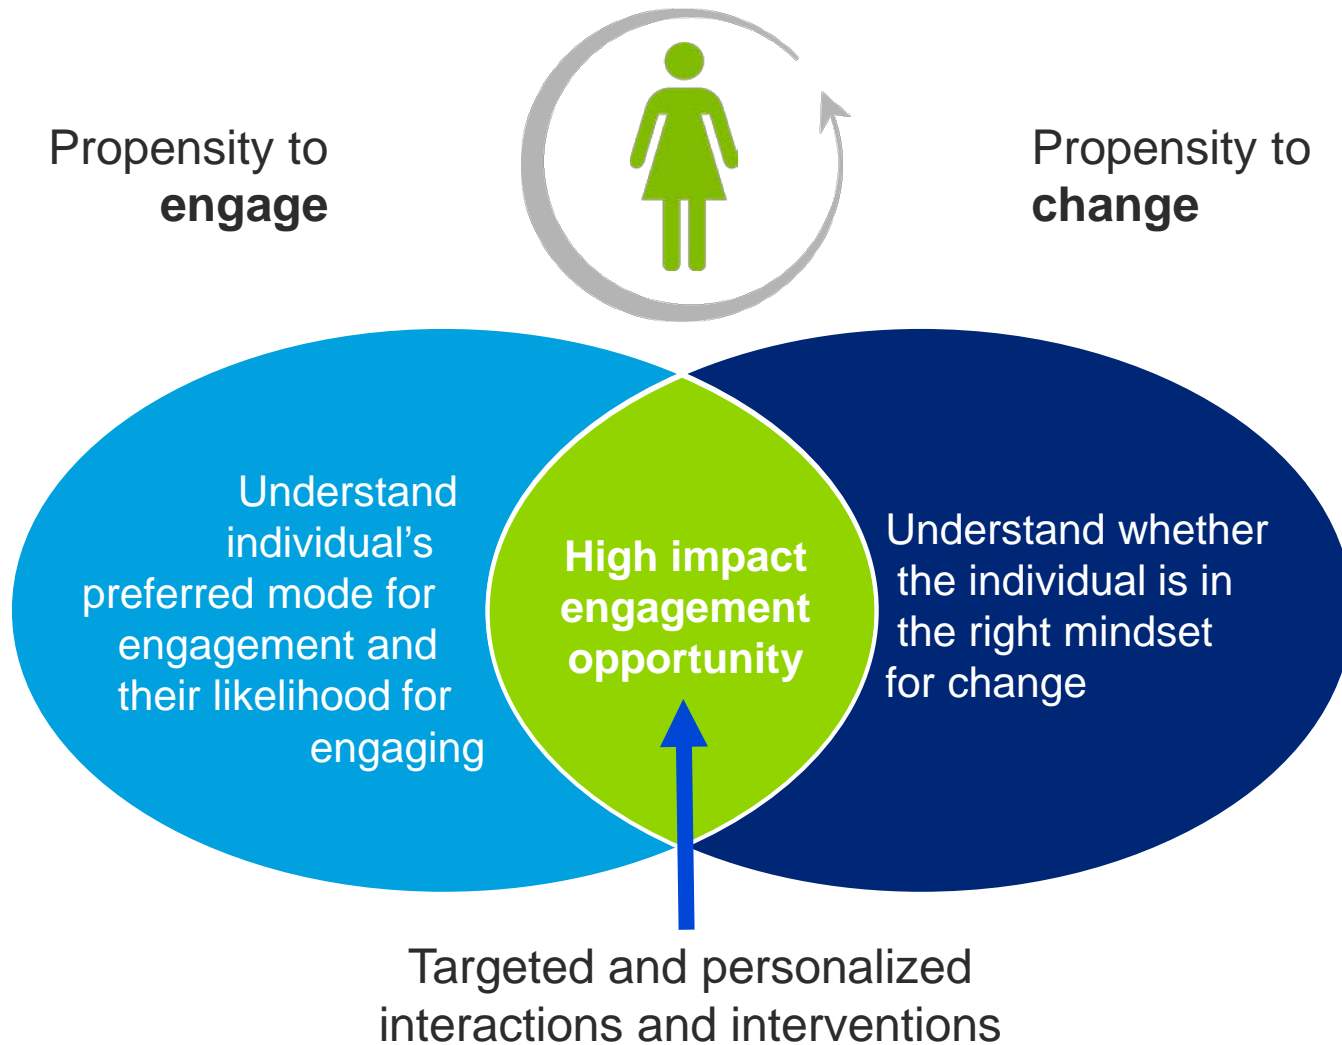 Propensity to
engage
Propensity to
change
Understand
individual’s
preferred mode for
engagement and
their likelihood for
engaging
High impact
engagement
opportunity
Understand whether
the individual is in
the right mindset
for change
Targeted and personalized
interactions and interventions